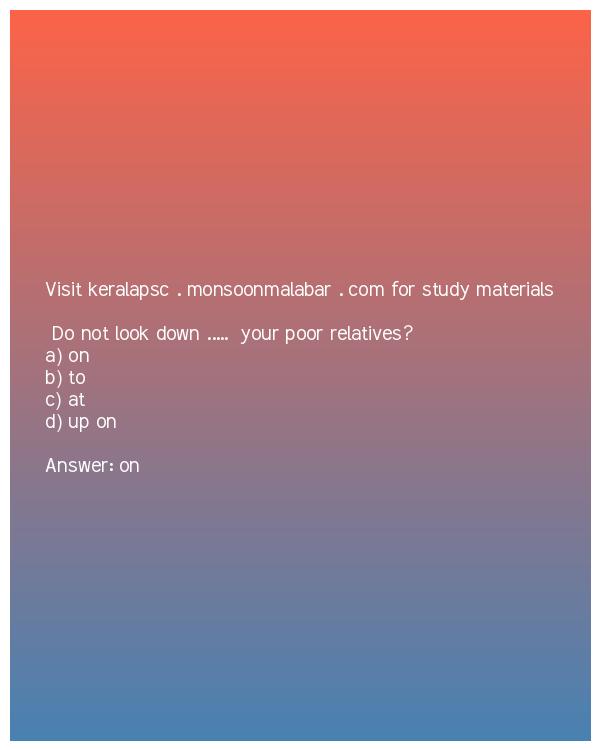 Visit keralapsc . monsoonmalabar . com for study materials
Do not look down ..... your poor relatives?
a) on
b) to
c) at
d) up on
Answer: on